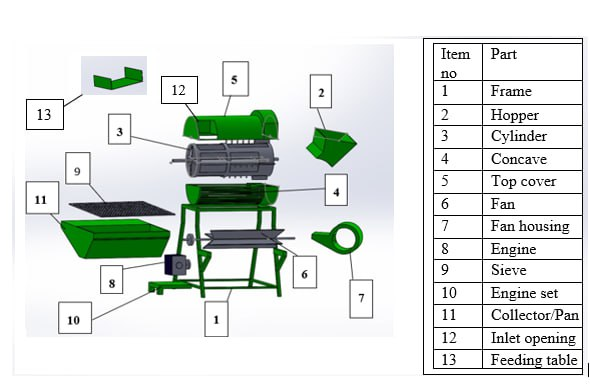 12
5
2
13
3
9
4
11
8
6
7
10
1
Item no Part
1 Frame
2 Hopper
3 Cylinder
4 Concave
5 Top cover
6 Fan
7 Fan housing
8 Engine
9 Sieve
10 Engine set
11 Collector/Pan
12 Inlet opening
13 Feeding table